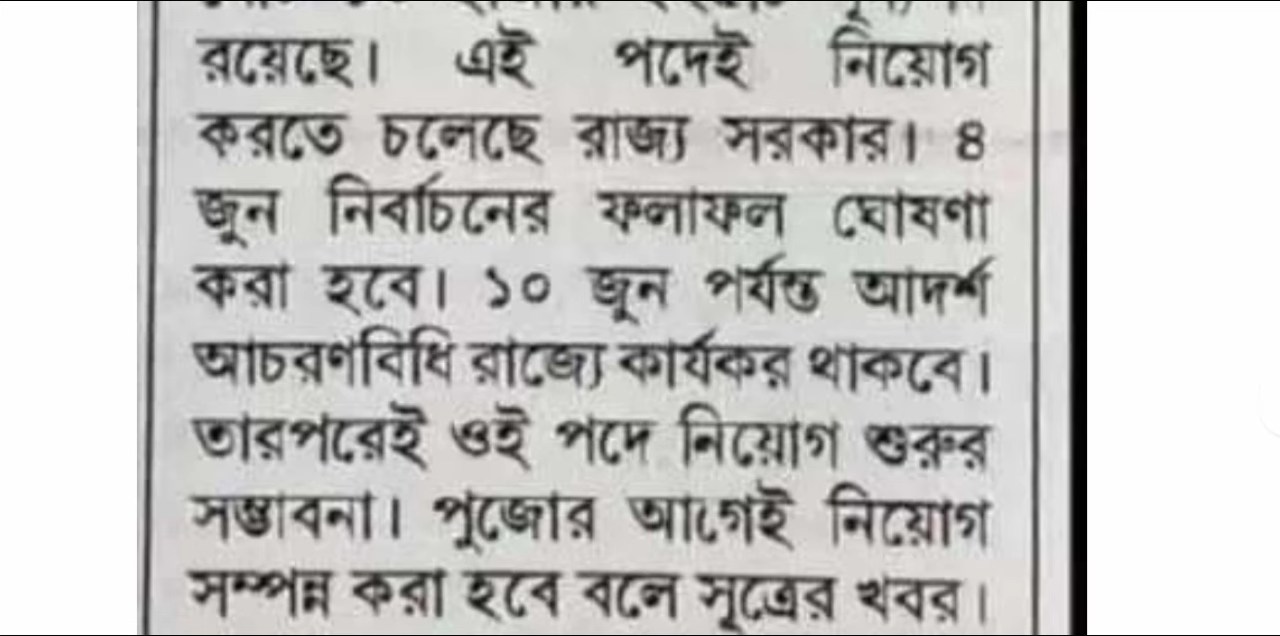 রয়েছে। এই পদেই নিয়োগ
করতে চলেছে রাজ্য সরকার। ৪
জুন নির্বাচনের ফলাফল ঘোষণা
করা হবে। ১০ জুন পর্যন্ত আদর্শ
আচরণবিধি রাজ্যে কার্যকর থাকবে।
তারপরেই ওই পদে নিয়োগ শুরুর
সম্ভাবনা। পুজোর আগেই নিয়োগ
সম্পন্ন করা হবে বলে সূত্রের খবর।